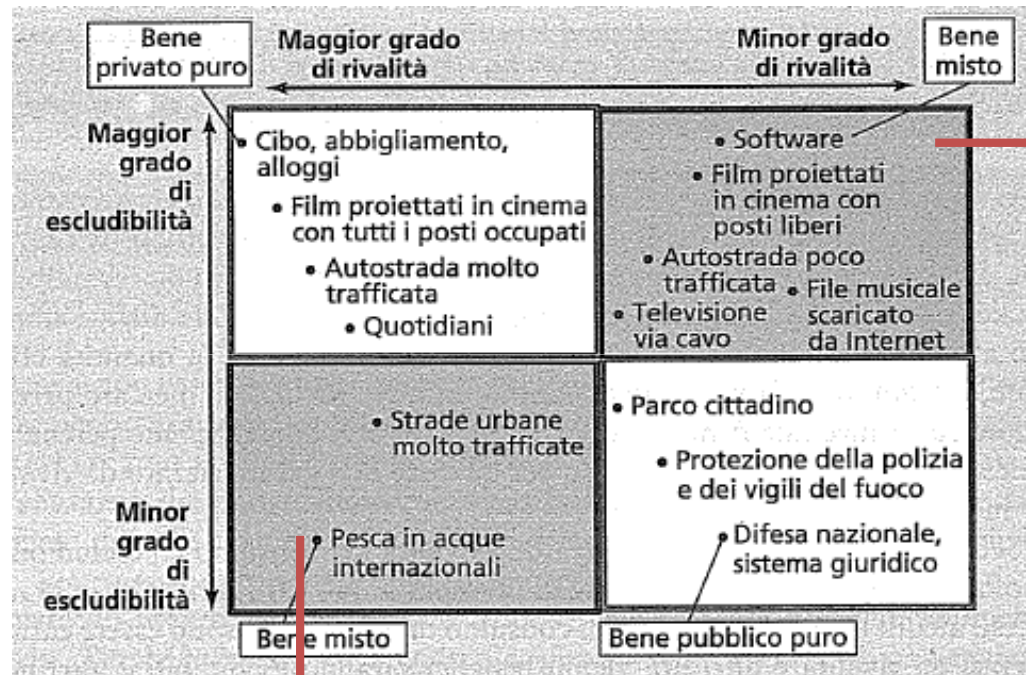 Bene
privato puro
Maggior grado
di rivalità
Minor grado
di rivalità
Bene
misto
Maggior
grado
di
escludibilità
• Cibo, abbigliamento,
alloggi
• Film proiettati in cinema
con tutti i posti occupati
• Autostrada molto
trafficata
• Quotidiani
• Software
• Film proiettati
in cinema con
posti liberi
• Autostrada poco
trafficata
• File musicale
scaricato
da Internet
• Televisione
via cavo
Minor
grado
di
escludibilità
• Strade urbane
molto trafficate
• Pesca in acque
internazionali
• Parco cittadino
• Protezione della polizia
e dei vigili del fuoco
• Difesa nazionale,
sistema giuridico
Bene misto
Bene pubblico puro